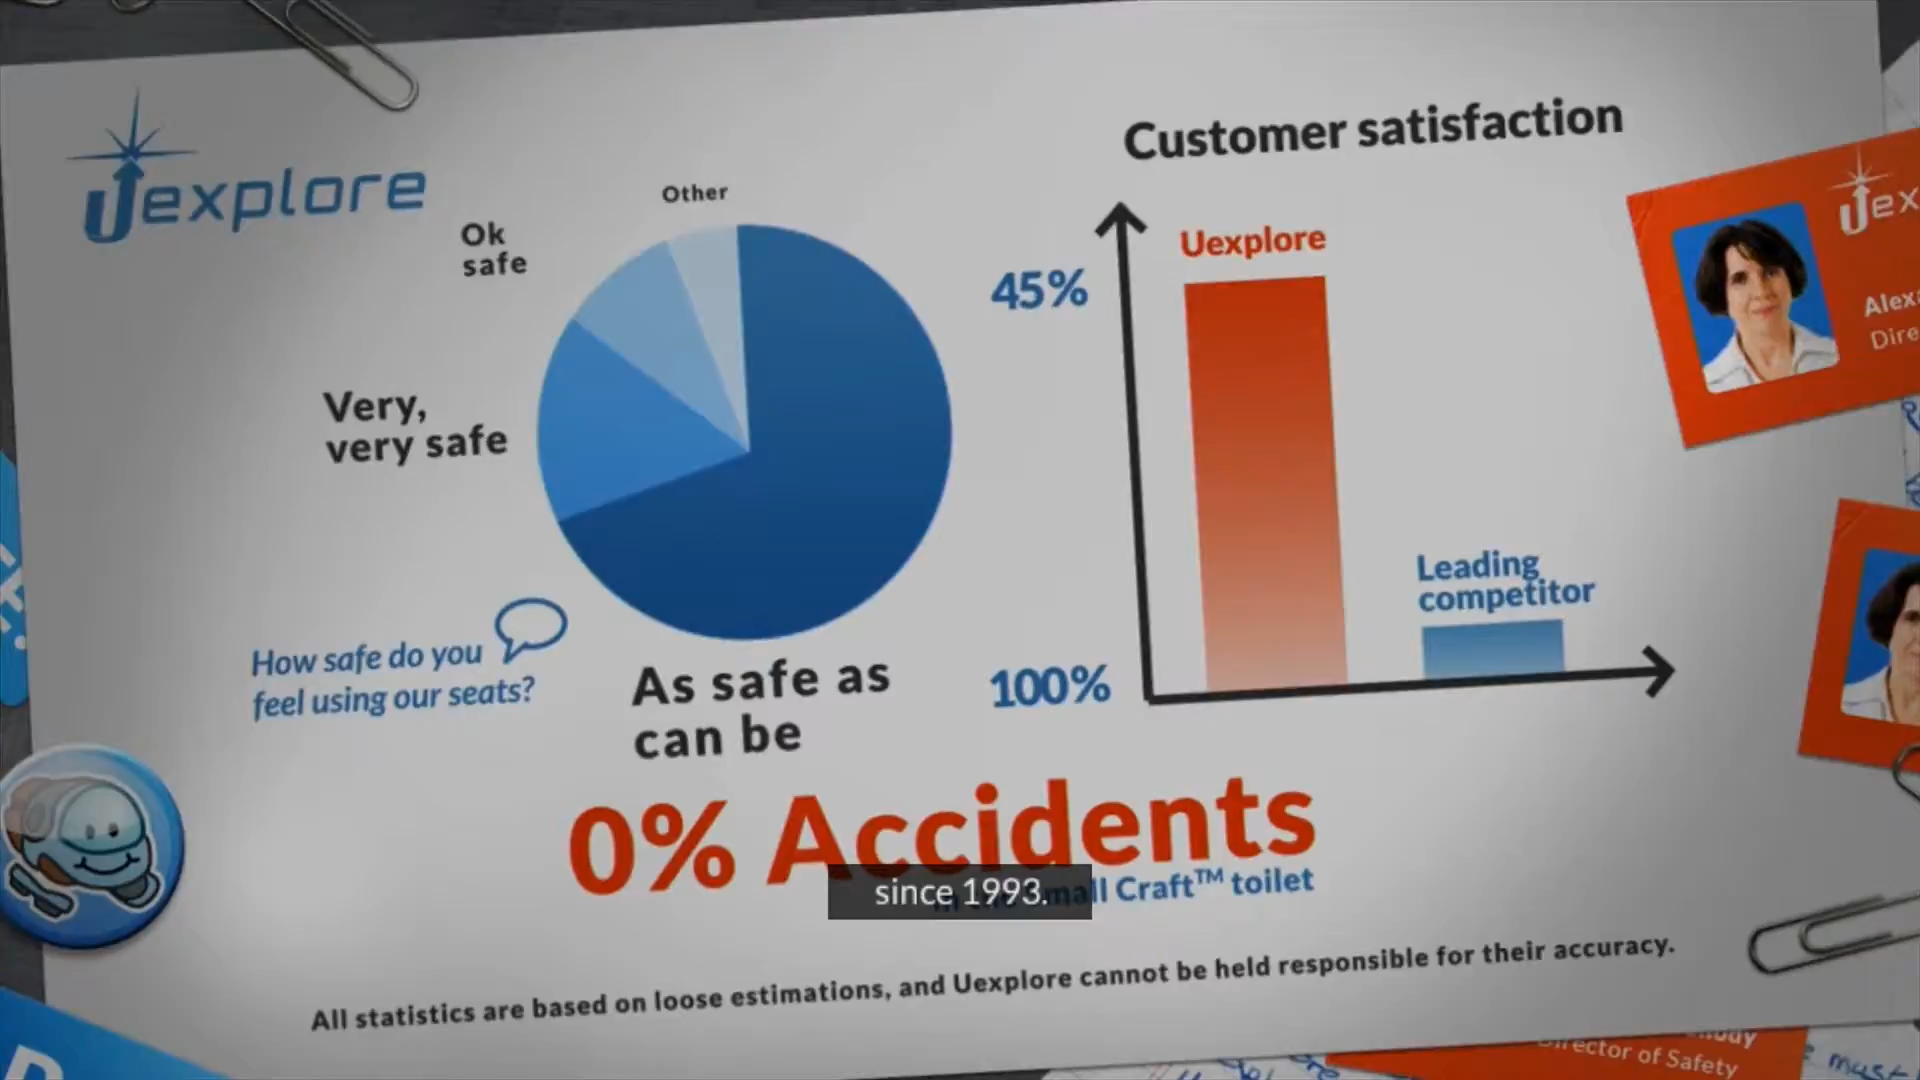 Uexplore
Customer satisfaction
Other
Ok
safe
Very,
very safe
As safe as
can be
How safe do you
feel using our seats?
45%
100%
Uexplore
Leading
competitor
0% Accidents
Craft™ toilet
since 1993.
All statistics are based on loose estimations, and Uexplore cannot be held responsible for their accuracy.
Director of Safety
must